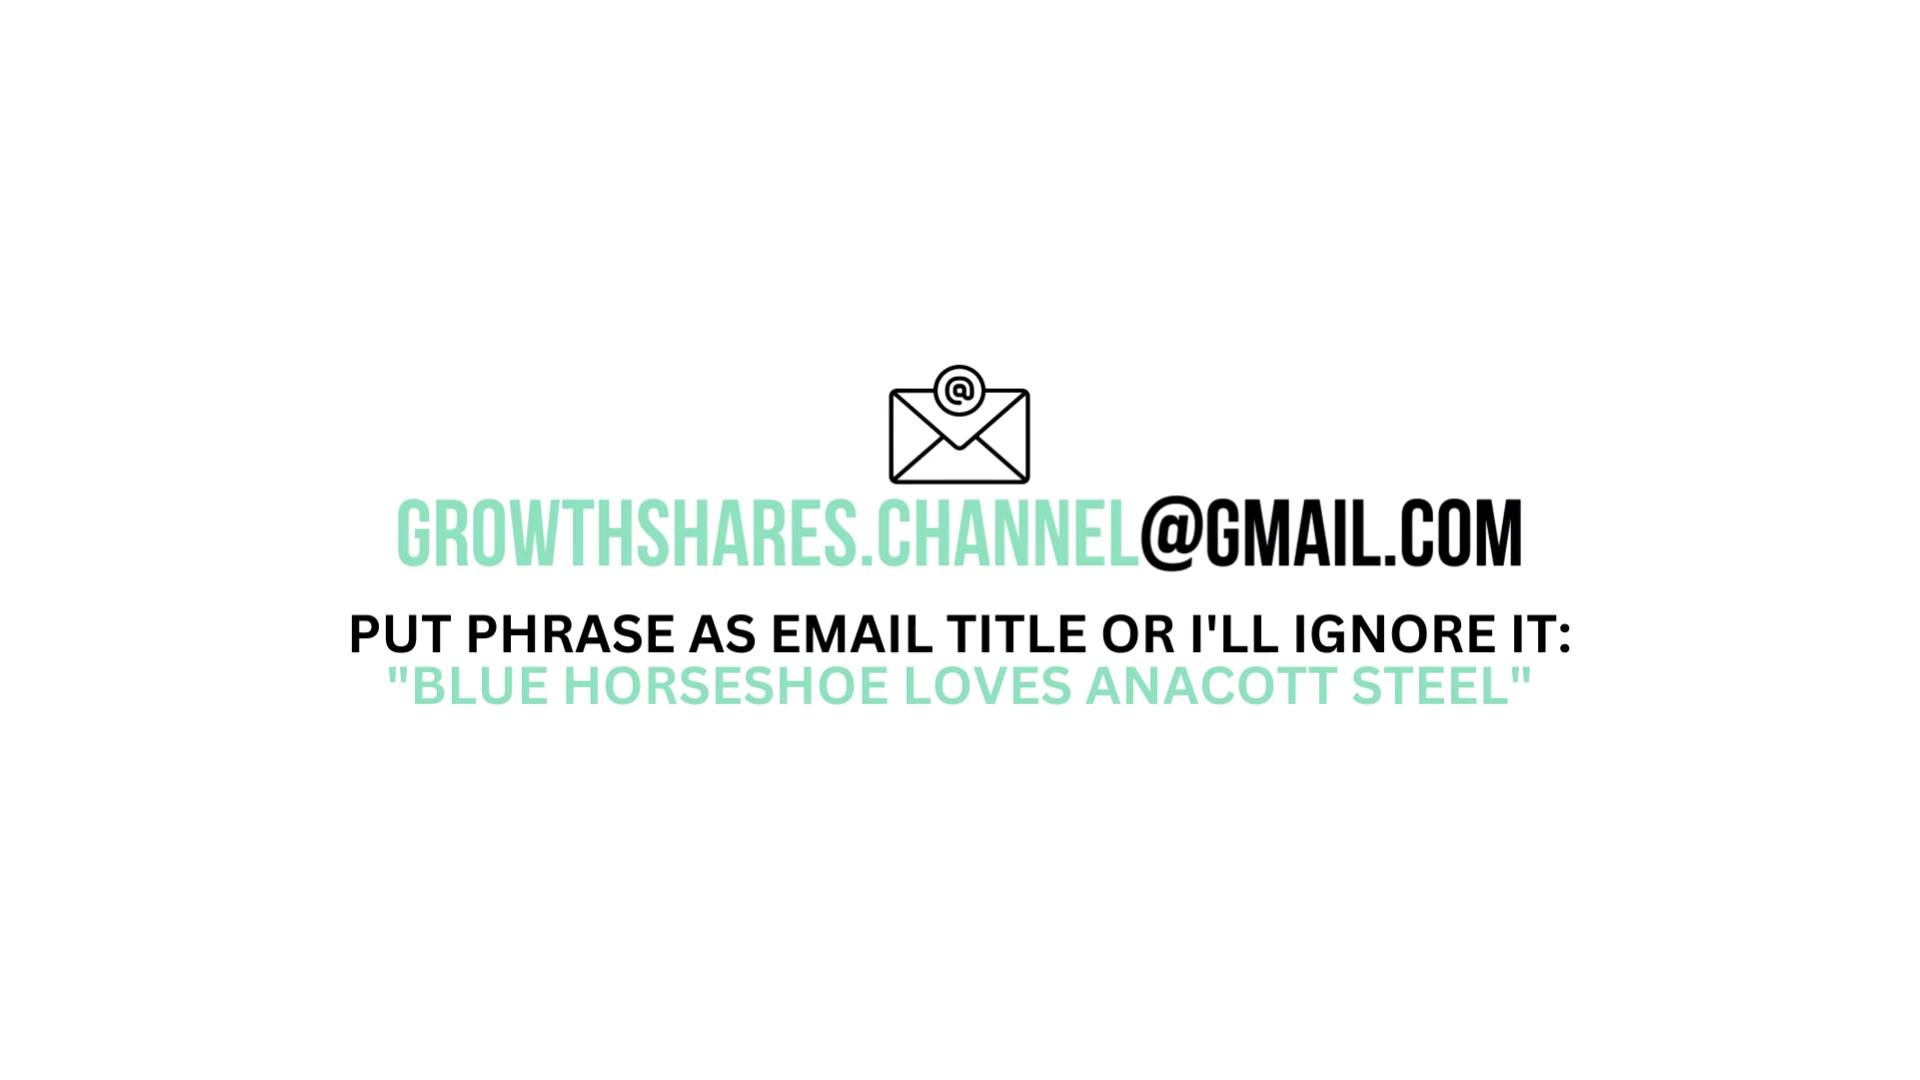 @
GROWTHSHARES.CHANNEL@GMAIL.COM
PUT PHRASE AS EMAIL TITLE OR I'LL IGNORE IT:
"BLUE HORSESHOE LOVES ANACOTT STEEL"